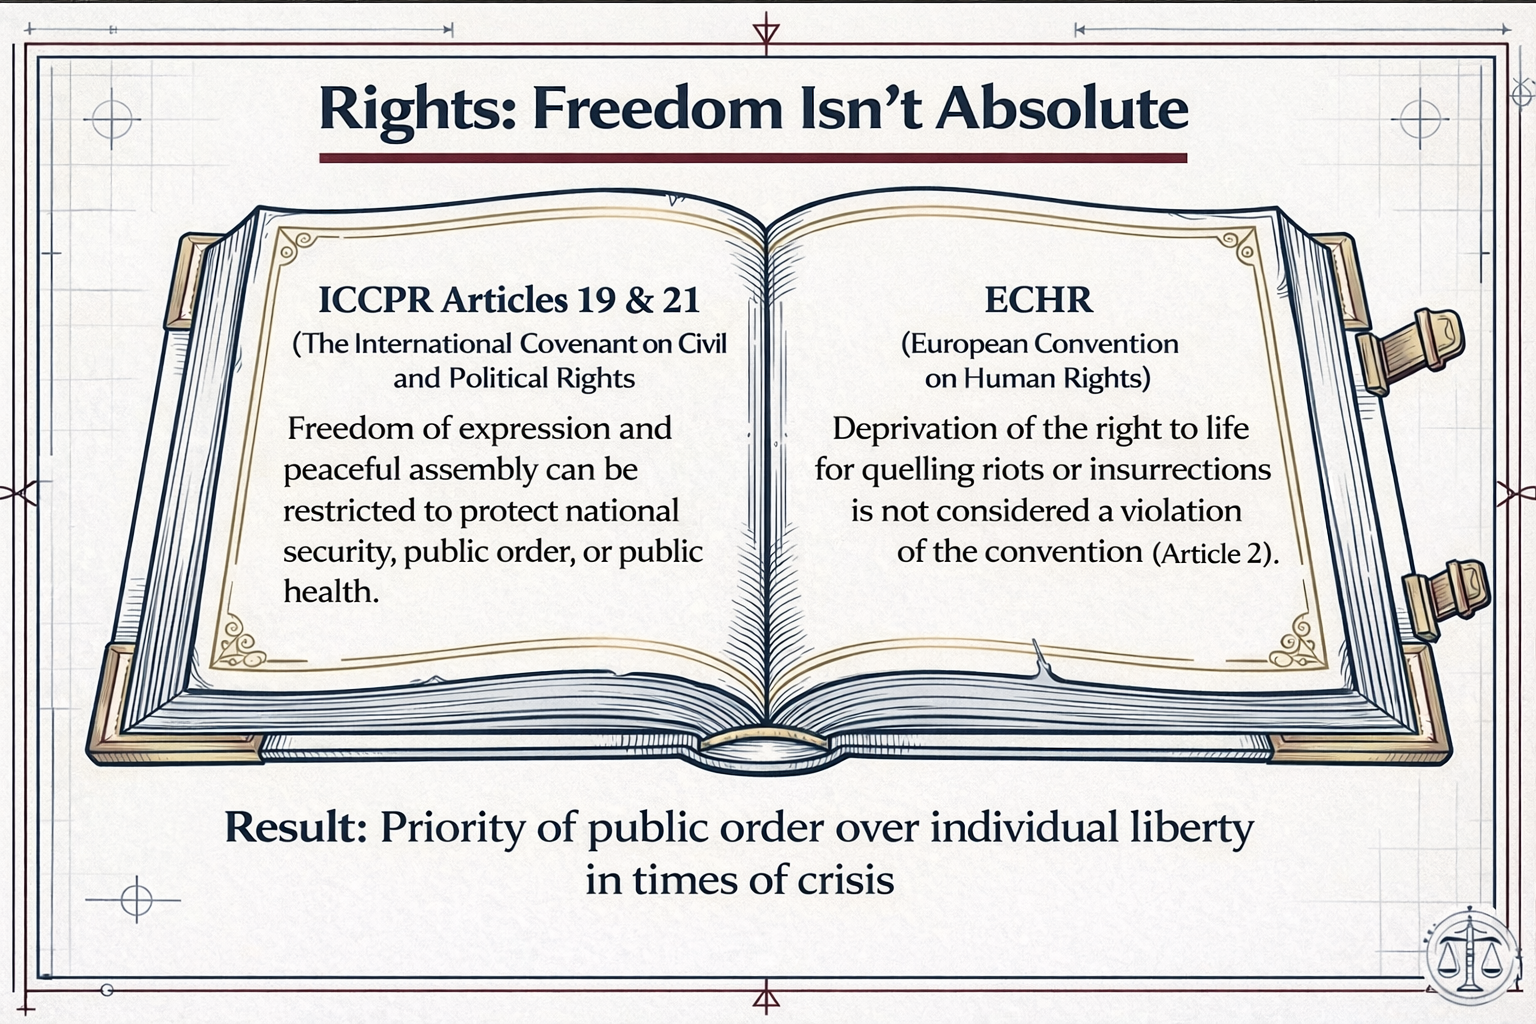 Rights: Freedom Isn't Absolute
ICCPR Articles 19 & 21
(The International Covenant on Civil
and Political Rights
Freedom of expression and
peaceful assembly can be
restricted to protect national
security, public order, or public
health.
ECHR
(European Convention
on Human Rights)
Deprivation of the right to life
for quelling riots or insurrections
is not considered a violation
of the convention (Article 2).
Result: Priority of public order over individual liberty
in times of crisis